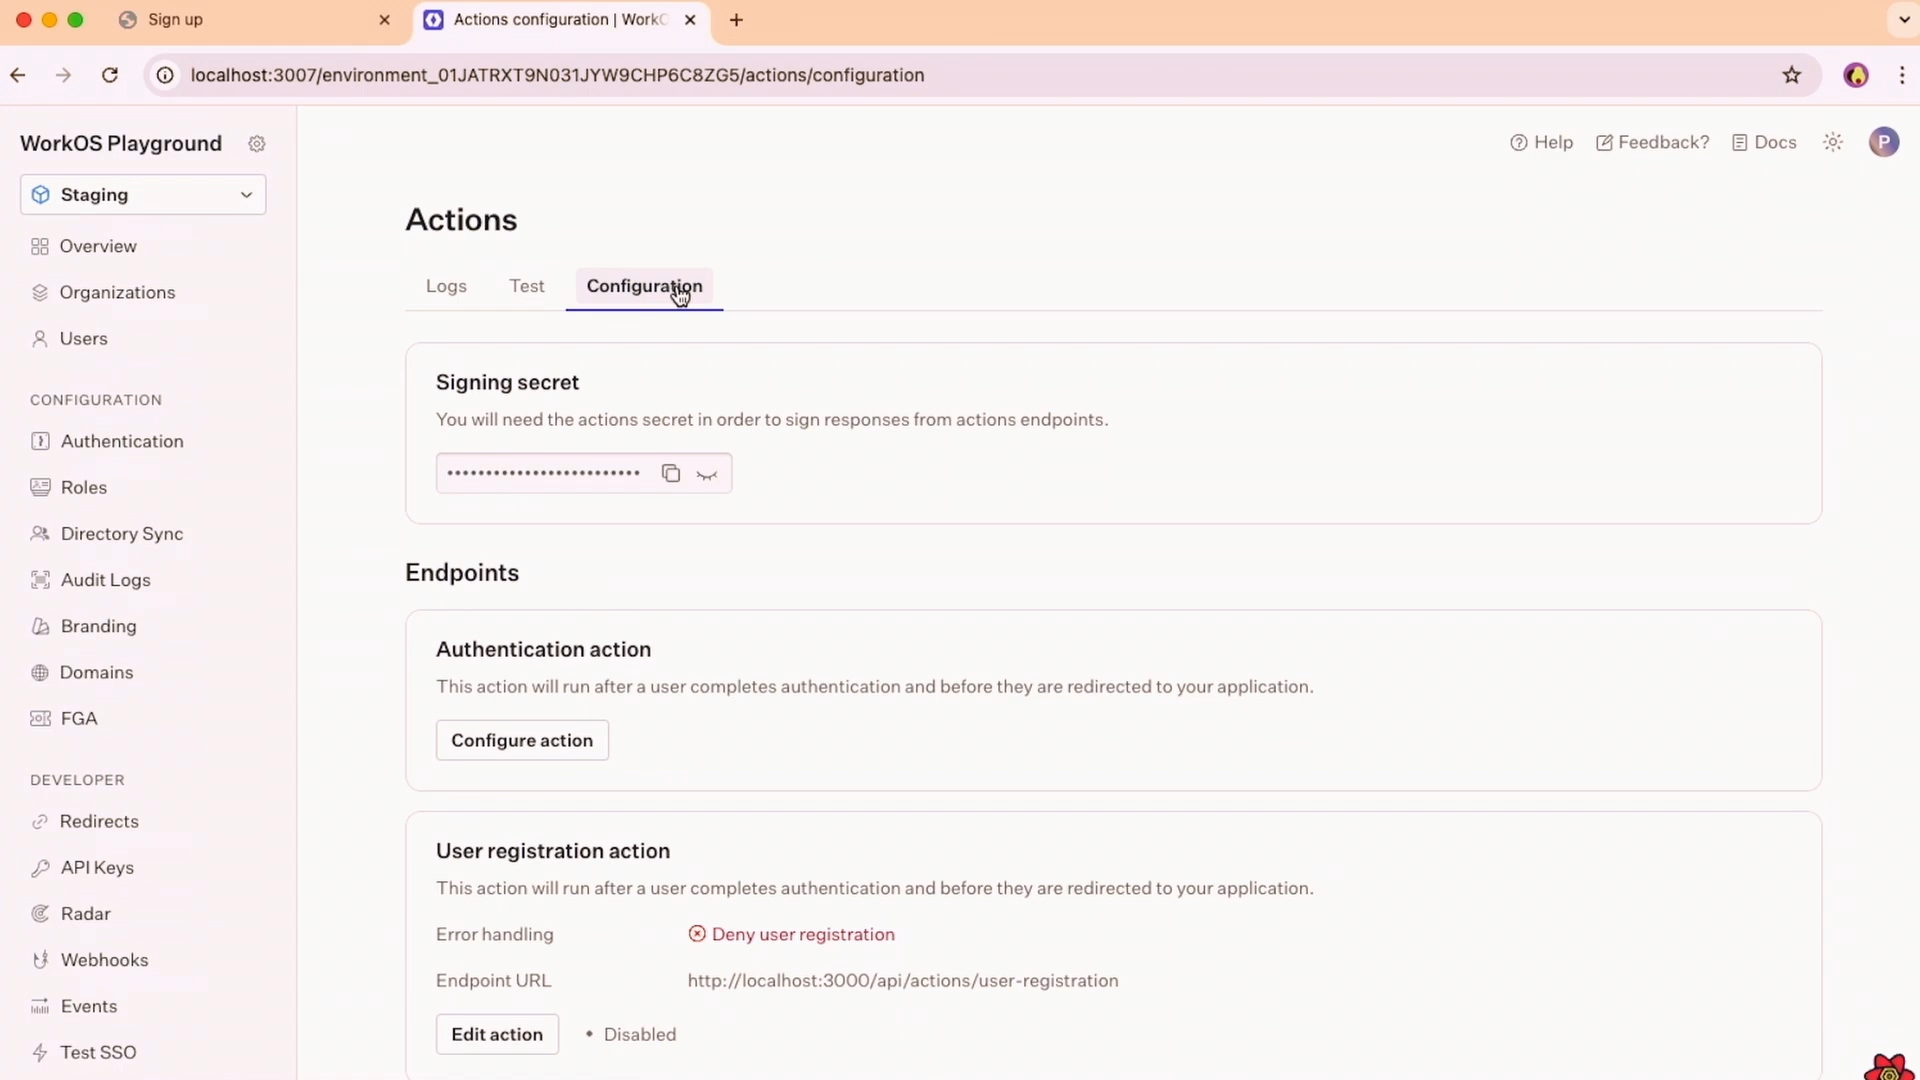 Sign up
Actions configuration | WorkO
localhost:3007/environment_01JATRXT9N031JYW9CHP6C8ZG5/actions/configuration
WorkOS Playground
Help
Feedback?
Docs
P
Staging
Overview
Organizations
Users
CONFIGURATION
Authentication
Roles
Directory Sync
Audit Logs
Branding
Domains
FGA
DEVELOPER
Redirects
API Keys
Radar
Webhooks
Events
Test SSO
Actions
Logs
Test
Configuration
Signing secret
You will need the actions secret in order to sign responses from actions endpoints.
•••••••••••••••••••••••••
Endpoints
Authentication action
This action will run after a user completes authentication and before they are redirected to your application.
Configure action
User registration action
This action will run after a user completes authentication and before they are redirected to your application.
Error handling
Deny user registration
Endpoint URL
http://localhost:3000/api/actions/user-registration
Edit action
• Disabled